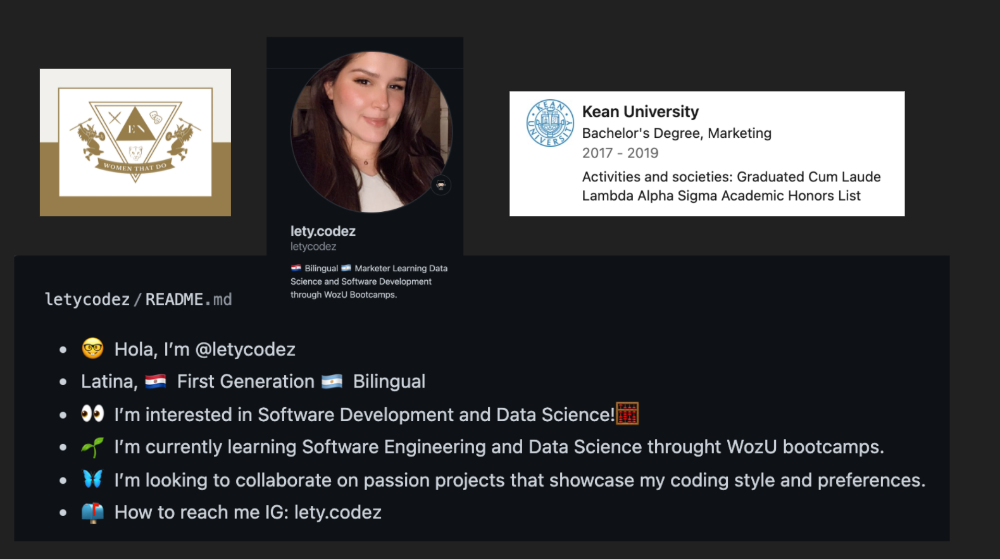 EN
WOMEN THAT DO
lety.codez
letycodez
🇵🇾 Bilingual 🇦🇷 Marketer Learning Data
Science and Software Development
through WozU Bootcamps.
KEAN UNIVERSITY
Kean University
Bachelor's Degree, Marketing
2017 - 2019
Activities and societies: Graduated Cum Laude
Lambda Alpha Sigma Academic Honors List
letycodez/README.md
• 🤓 Hola, I’m @letycodez
• Latina, 🇵🇾 First Generation 🇦🇷 Bilingual
• 👀 I’m interested in Software Development and Data Science!🧮
• 🌱 I’m currently learning Software Engineering and Data Science throught WozU bootcamps.
• 🦋 I’m looking to collaborate on passion projects that showcase my coding style and preferences.
• 📫 How to reach me IG: lety.codez